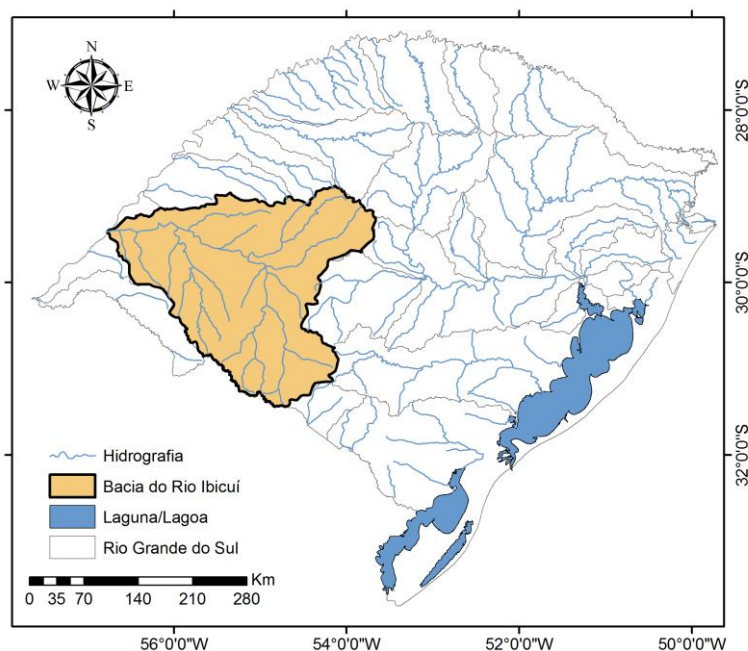 N
W E
S
28°0'0"S
30°0'0"S
32°0'0"S
Hidrografia
Bacia do Rio Ibicuí
Laguna/Lagoa
Rio Grande do Sul
Km
0 35 70 140 210 280
56°0'0"W 54°0'0"W 52°0'0"W 50°0'0"W